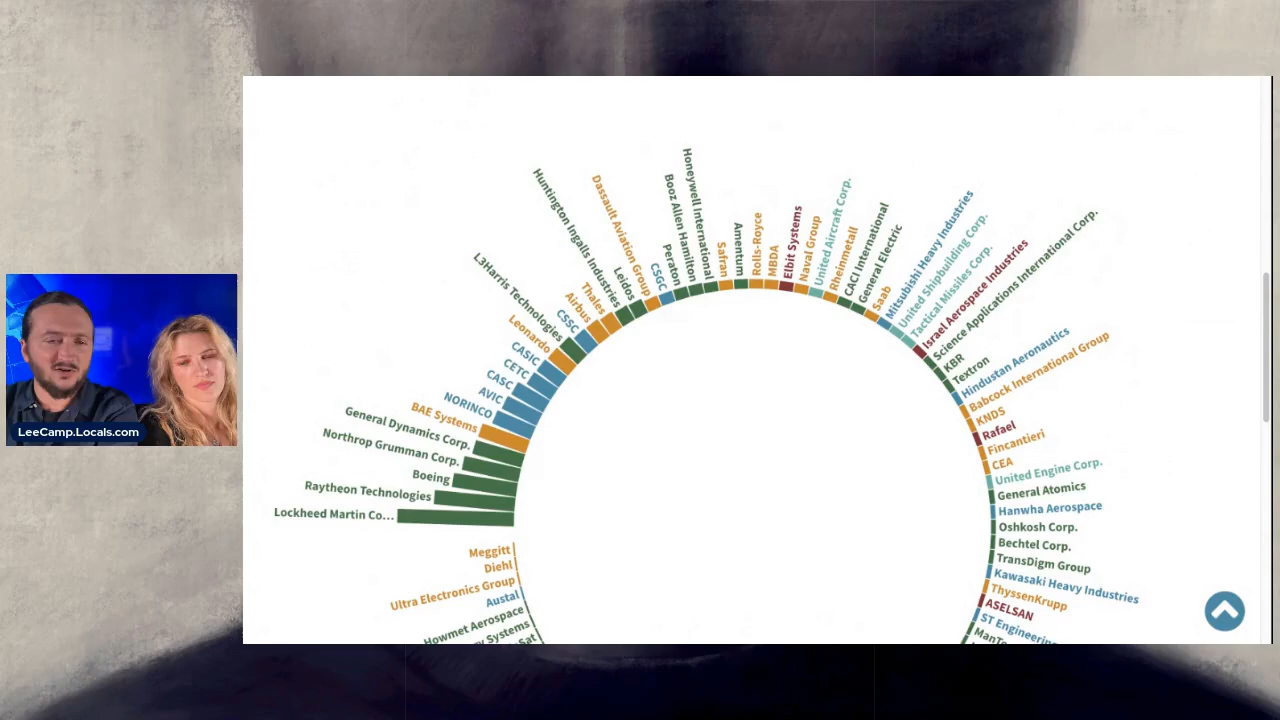 LeeCamp.Locals.com
Lockheed Martin Co...
Raytheon Technologies
Boeing
Northrop Grumman Corp.
General Dynamics Corp.
BAE Systems
NORINCO
AVIC
CASC
CETC
CASIC
Leonardo
L3Harris Technologies
CSSC
Airbus
Thales
Huntington Ingalls Industries
Leidos
Dassault Aviation Group
CSGC
Peraton
Booz Allen Hamilton
Honeywell International
Safran
Amentum
Rolls-Royce
MBDA
Elbit Systems
Naval Group
United Aircraft Corp.
Rheinmetall
CACI International
General Electric
Saab
Mitsubishi Heavy Industries
United Shipbuilding Corp.
Tactical Missiles Corp.
Israel Aerospace Industries
Science Applications International Corp.
KBR
Textron
Hindustan Aeronautics
Babcock International Group
KNDS
Rafael
Fincantieri
CEA
United Engine Corp.
General Atomics
Hanwha Aerospace
Oshkosh Corp.
Bechtel Corp.
TransDigm Group
Kawasaki Heavy Industries
ThyssenKrupp
ASELSAN
ST Engineering
Meggitt
Diehl
Ultra Electronics Group
Austal
Howmet Aerospace
Systems
Sat